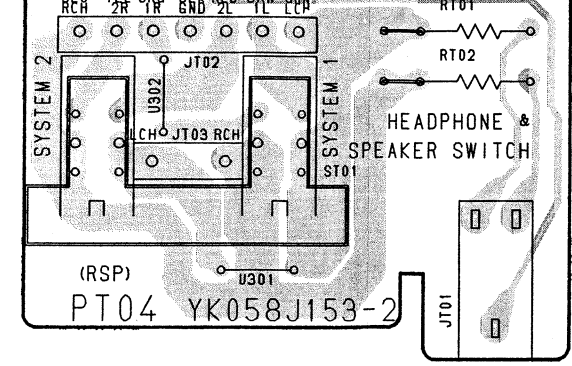 RT01
RCH 2R 1R GND 2L 1L LCH
JT02
RT02
SYSTEM 2
U302
SYSTEM 1
HEADPHONE &
SPEAKER SWITCH
LCH JT03 RCH
ST01
(RSP)
U301
JT01
PT04 YK058J153-2